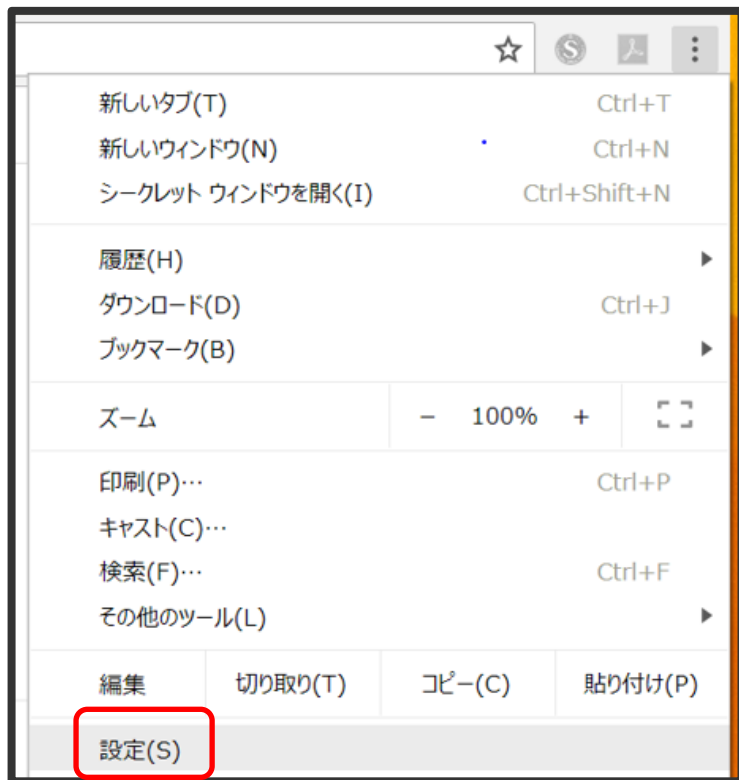 新しいタブ(T) Ctrl+T
新しいウィンドウ(N) Ctrl+N
シークレット ウィンドウを開く(I) Ctrl+Shift+N
履歴(H)
ダウンロード(D) Ctrl+J
ブックマーク(B)
ズーム − 100% +
印刷(P)… Ctrl+P
キャスト(C)…
検索(F)… Ctrl+F
その他のツール(L)
編集 切り取り(T) コピー(C) 貼り付け(P)
設定(S)